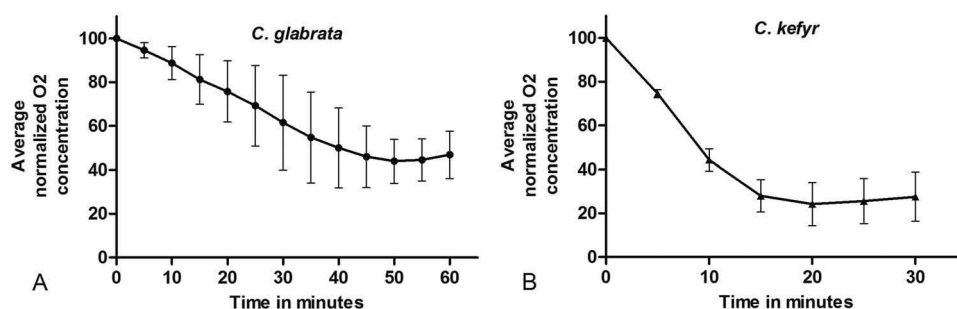 C. glabrata
Average
normalized O2
concentration
100
80
60
40
20
0
0 10 20 30 40 50 60
Time in minutes
A
C. kefyr
Average
normalized O2
concentration
100
80
60
40
20
0
0 10 20 30
Time in minutes
B